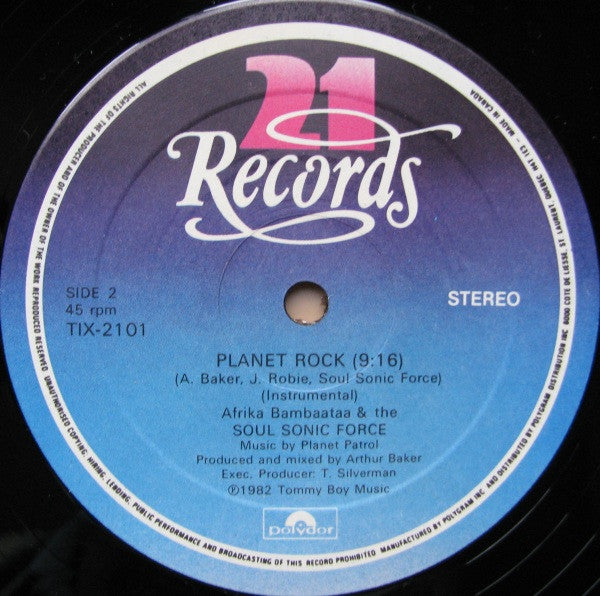 21
Records
SIDE 2
45 rpm
TIX-2101
STEREO
PLANET ROCK (9:16)
(A. Baker, J. Robie, Soul Sonic Force)
(Instrumental)
Afrika Bambaataa & the
SOUL SONIC FORCE
Music by Planet Patrol
Produced and mixed by Arthur Baker
Exec. Producer: T. Silverman
℗1982 Tommy Boy Music
polydor
ALL RIGHTS OF THE PRODUCER AND OF THE OWNER OF THE WORK REPRODUCED RESERVED. UNAUTHORISED COPYING, HIRING, LENDING, PUBLIC PERFORMANCE AND BROADCASTING OF THIS RECORD PROHIBITED. MANUFACTURED AND DISTRIBUTED BY POLYGRAM INC. AND DISTRIBUTED BY POLYGRAM DISTRIBUTION INC 6000 COTE DE LIESSE, ST. LAURENT, QUEBEC H4T 1E3 - MADE IN CANADA